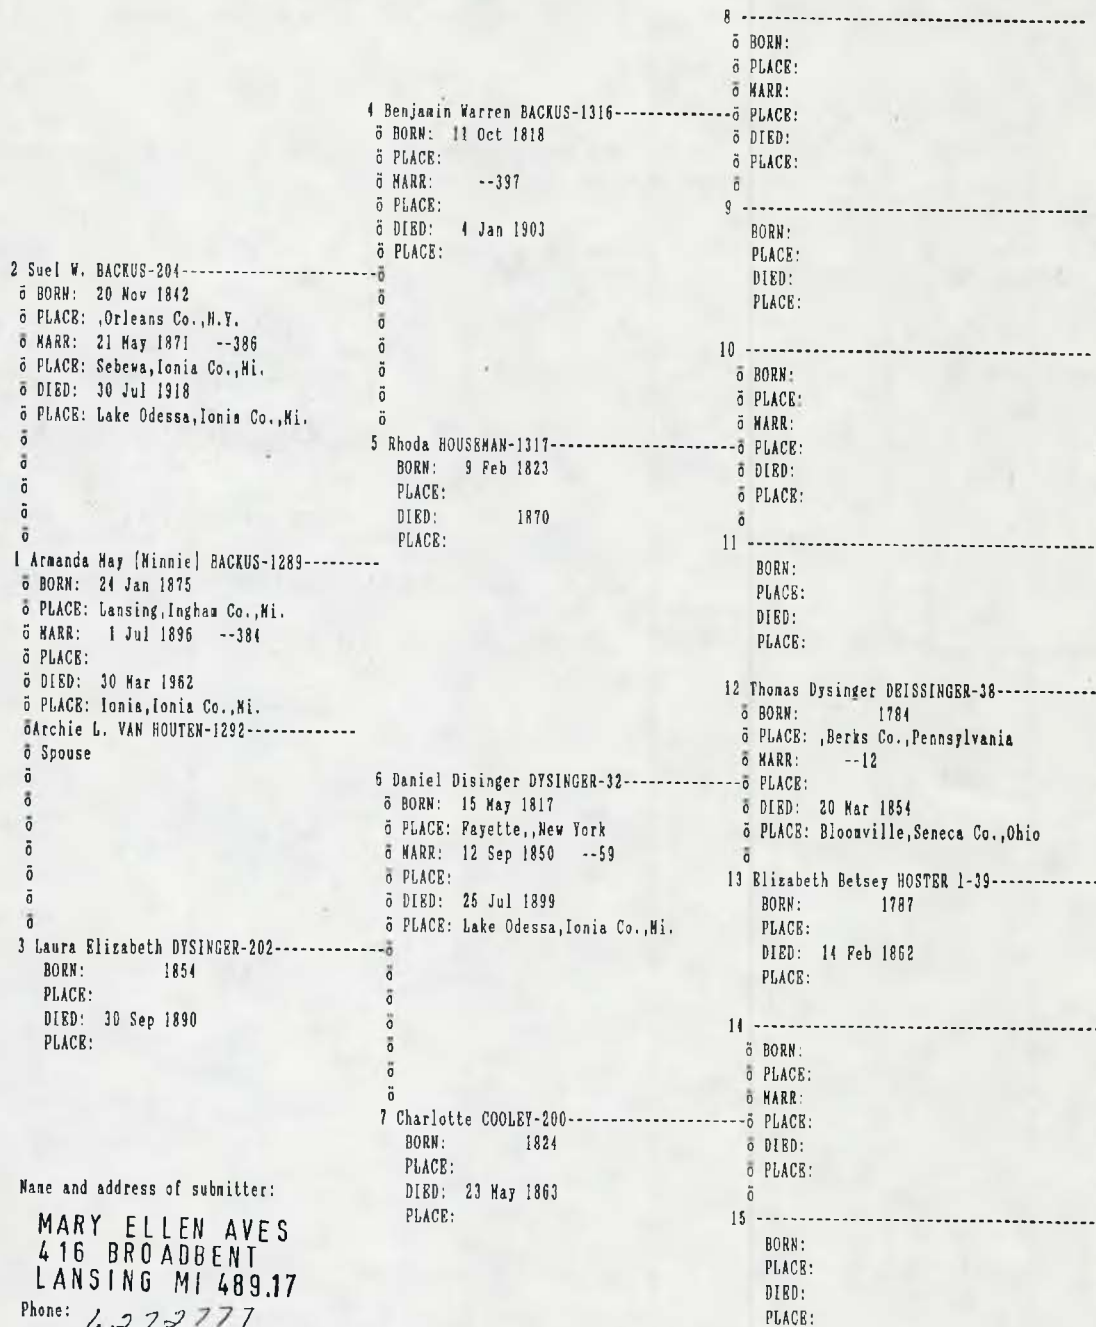 8 --------------------------------
ö BORN:
ö PLACE:
ö MARR:
4 Benjamin Warren BACKUS-1316--------------ö PLACE:
ö BORN: 11 Oct 1818
ö DIED:
ö PLACE:
ö PLACE:
ö MARR: --397
ö
ö PLACE:
9 --------------------------------
ö DIED: 4 Jan 1903
BORN:
ö PLACE:
PLACE:
2 Suel W. BACKUS-204---------------------ö
DIED:
ö BORN: 20 Nov 1842
ö
PLACE:
ö PLACE: ,Orleans Co.,N.Y.
ö
ö MARR: 21 May 1871 --386
ö
10 --------------------------------
ö PLACE: Sebewa,Ionia Co.,Mi.
ö
ö BORN:
ö DIED: 30 Jul 1918
ö
ö PLACE:
ö PLACE: Lake Odessa,Ionia Co.,Mi.
ö
ö MARR:
ö
5 Rhoda HOUSEMAN-1317--------------------ö PLACE:
ö
BORN: 9 Feb 1823
ö DIED:
ö
PLACE:
ö PLACE:
ö
DIED: 1870
ö
ö
PLACE:
11 --------------------------------
1 Armanda May (Minnie) BACKUS-1289---------
BORN:
ö BORN: 24 Jan 1875
PLACE:
ö PLACE: Lansing,Ingham Co.,Mi.
DIED:
ö MARR: 1 Jul 1896 --384
PLACE:
ö PLACE:
ö DIED: 30 Mar 1962
12 Thomas Dysinger DEISSINGER-38-----------
ö PLACE: Ionia,Ionia Co.,Mi.
ö BORN: 1784
öArchie L. VAN HOUTEN-1292-------------
ö PLACE: ,Berks Co.,Pennsylvania
ö Spouse
ö MARR: --12
ö
6 Daniel Disinger DYSINGER-32-------------ö PLACE:
ö
ö BORN: 15 May 1817
ö DIED: 20 Mar 1854
ö
ö PLACE: Fayette,,New York
ö PLACE: Bloomville,Seneca Co.,Ohio
ö
ö MARR: 12 Sep 1850 --59
ö
ö
ö PLACE:
13 Elizabeth Betsey HOSTER 1-39------------
ö
ö DIED: 25 Jul 1899
BORN: 1787
ö
ö PLACE: Lake Odessa,Ionia Co.,Mi.
PLACE:
3 Laura Elizabeth DYSINGER-202------------ö
DIED: 14 Feb 1862
BORN: 1854
ö
PLACE:
PLACE:
ö
DIED: 30 Sep 1890
ö
14 --------------------------------
PLACE:
ö
ö BORN:
ö
ö PLACE:
ö
ö MARR:
7 Charlotte COOLEY-200-------------------ö PLACE:
BORN: 1824
ö DIED:
PLACE:
ö PLACE:
DIED: 23 May 1863
ö
PLACE:
15 --------------------------------
BORN:
PLACE:
DIED:
PLACE:
Name and address of submitter:
MARY ELLEN AVES
416 BROADBENT
LANSING MI 489.17
Phone: 6272777